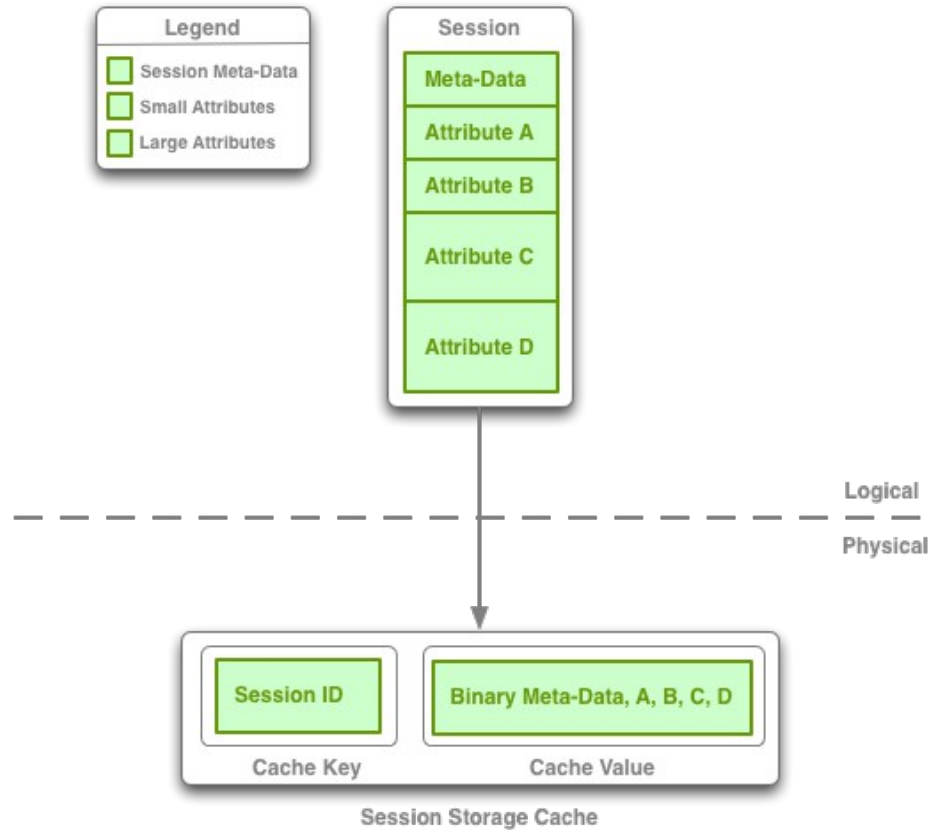 Legend
Session Meta-Data
Small Attributes
Large Attributes
Session
Meta-Data
Attribute A
Attribute B
Attribute C
Attribute D
Logical
Physical
Session ID
Binary Meta-Data, A, B, C, D
Cache Key
Cache Value
Session Storage Cache